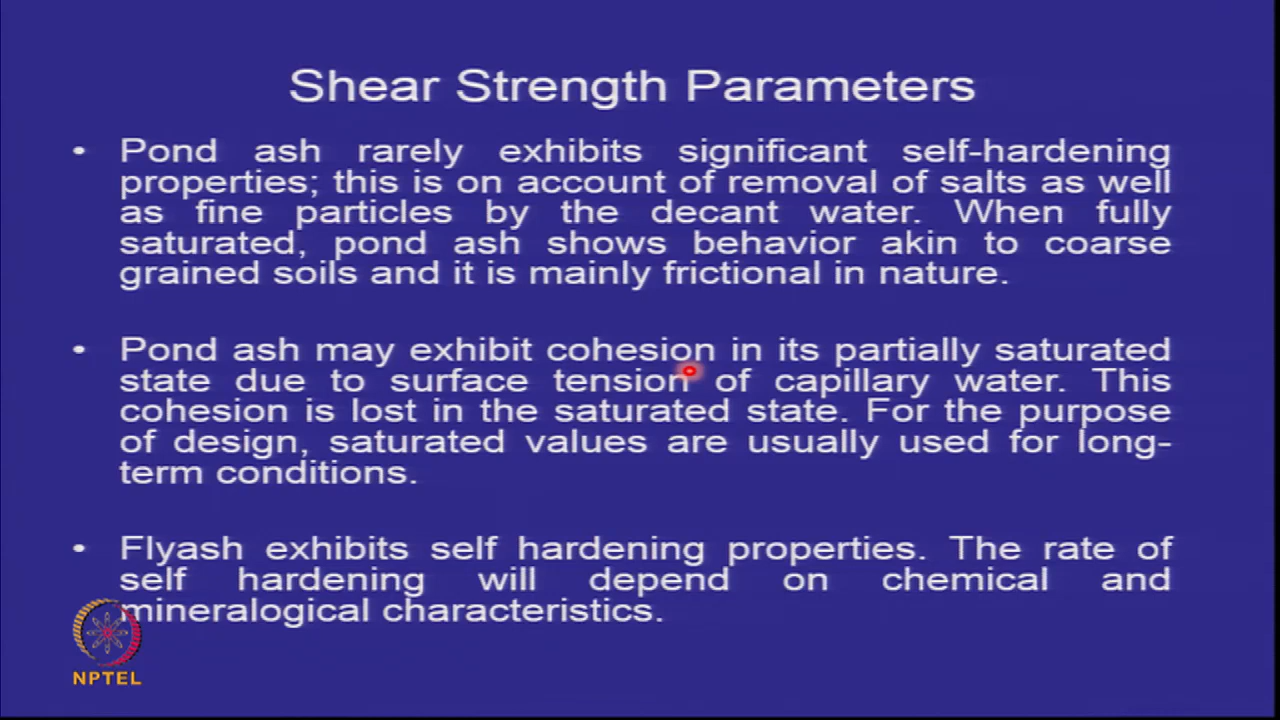 Shear Strength Parameters
• Pond ash rarely exhibits significant self-hardening
properties; this is on account of removal of salts as well
as fine particles by the decant water. When fully
saturated, pond ash shows behavior akin to coarse
grained soils and it is mainly frictional in nature.
• Pond ash may exhibit cohesion in its partially saturated
state due to surface tension of capillary water. This
cohesion is lost in the saturated state. For the purpose
of design, saturated values are usually used for long-
term conditions.
• Flyash exhibits self hardening properties. The rate of
self hardening will depend on chemical and
mineralogical characteristics.
NPTEL